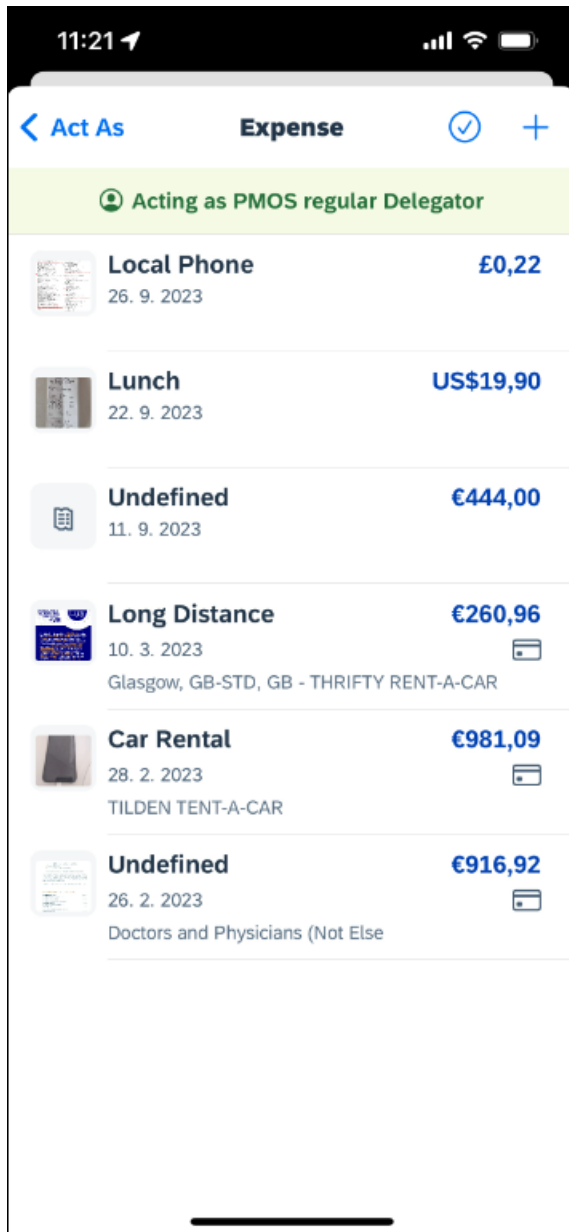 11:21
Act As
Expense
Acting as PMOS regular Delegator
Local Phone
£0,22
26. 9. 2023
Lunch
US$19,90
22. 9. 2023
Undefined
€444,00
11. 9. 2023
Long Distance
€260,96
10. 3. 2023
Glasgow, GB-STD, GB - THRIFTY RENT-A-CAR
Car Rental
€981,09
28. 2. 2023
TILDEN TENT-A-CAR
Undefined
€916,92
26. 2. 2023
Doctors and Physicians (Not Else